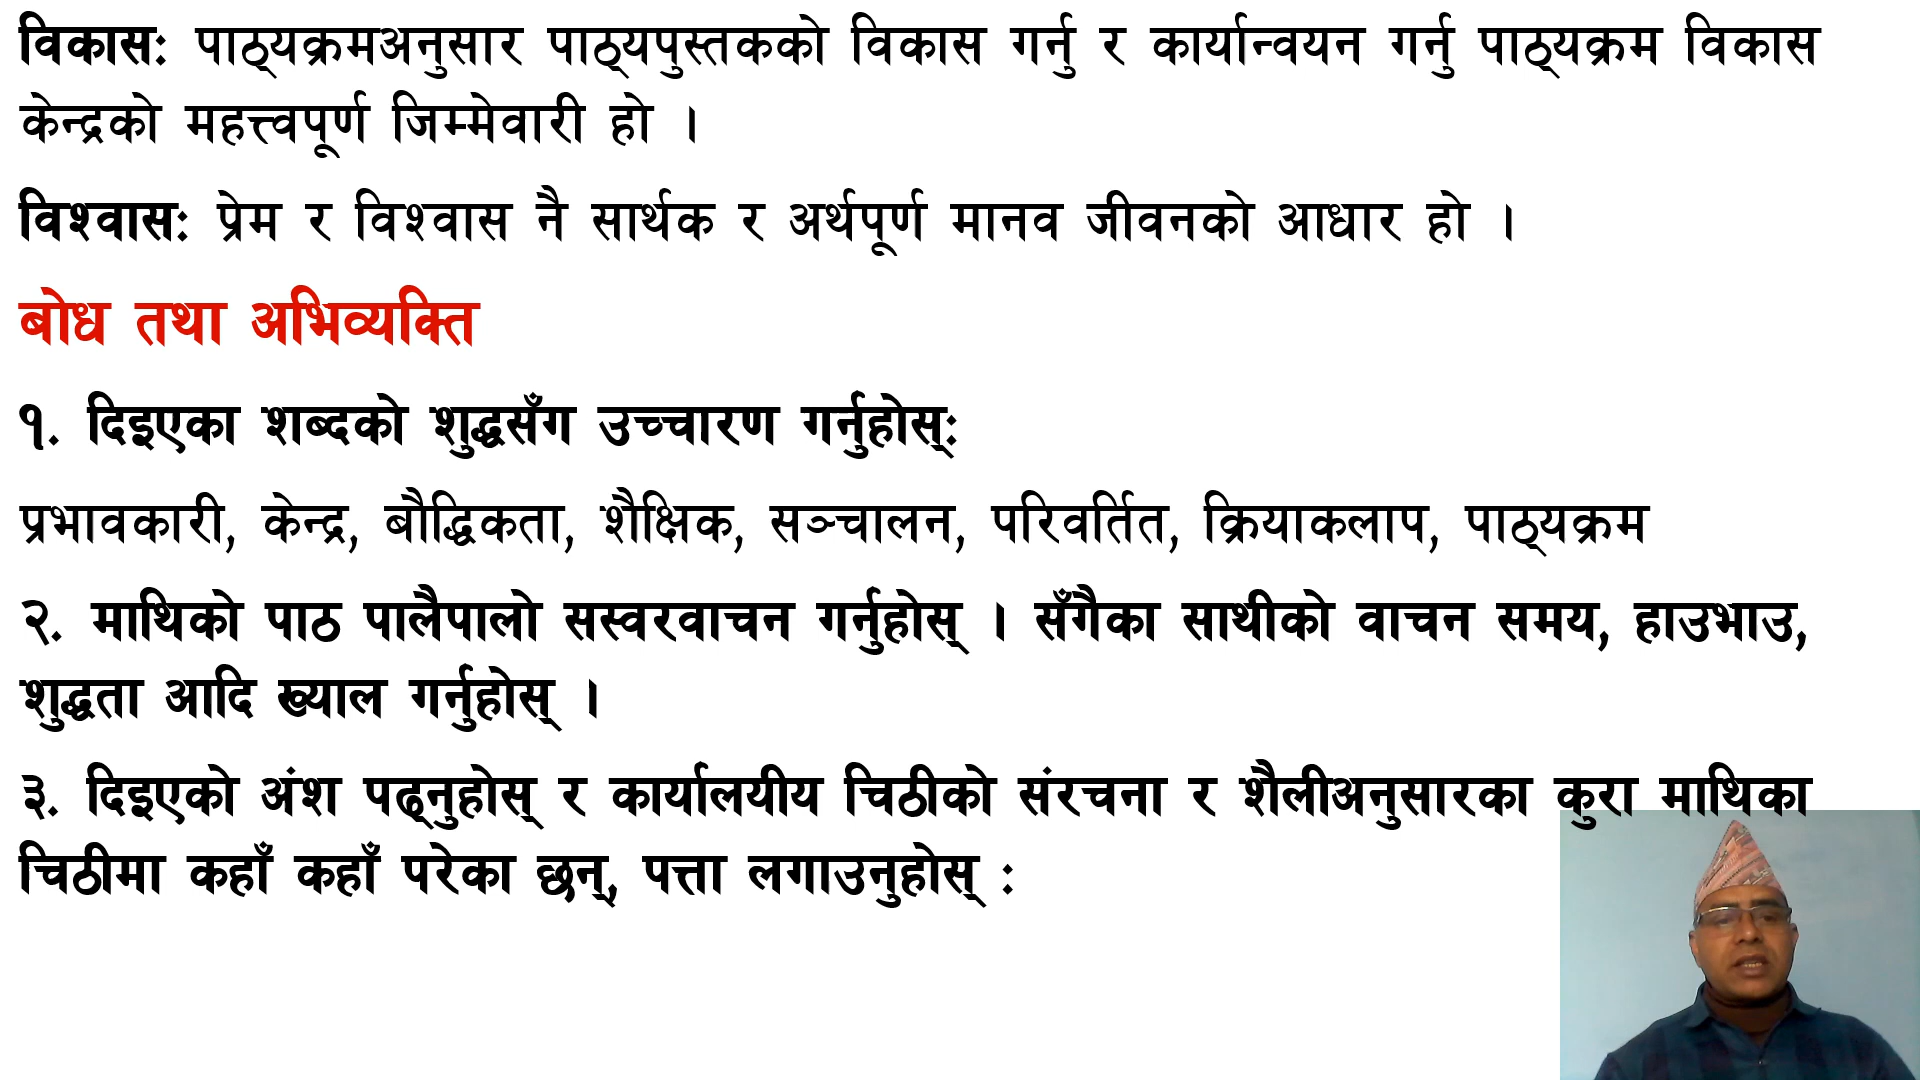 विकासः पाठ्यक्रमअनुसार पाठ्यपुस्तकको विकास गर्नु र कार्यान्वयन गर्नु पाठ्यक्रम विकास
केन्द्रको महत्त्वपूर्ण जिम्मेवारी हो ।
विश्वासः प्रेम र विश्वास नै सार्थक र अर्थपूर्ण मानव जीवनको आधार हो ।
बोध तथा अभिव्यक्ति
१. दिइएका शब्दको शुद्धसँग उच्चारण गर्नुहोस्ः
प्रभावकारी, केन्द्र, बौद्धिकता, शैक्षिक, सञ्चालन, परिवर्तित, क्रियाकलाप, पाठ्यक्रम
२. माथिको पाठ पालैपालो सस्वरवाचन गर्नुहोस् । सँगैका साथीको वाचन समय, हाउभाउ,
शुद्धता आदि ख्याल गर्नुहोस् ।
३. दिइएको अंश पढ्नुहोस् र कार्यालयीय चिठीको संरचना र शैलीअनुसारका कुरा माथिका
चिठीमा कहाँ कहाँ परेका छन्, पत्ता लगाउनुहोस् :